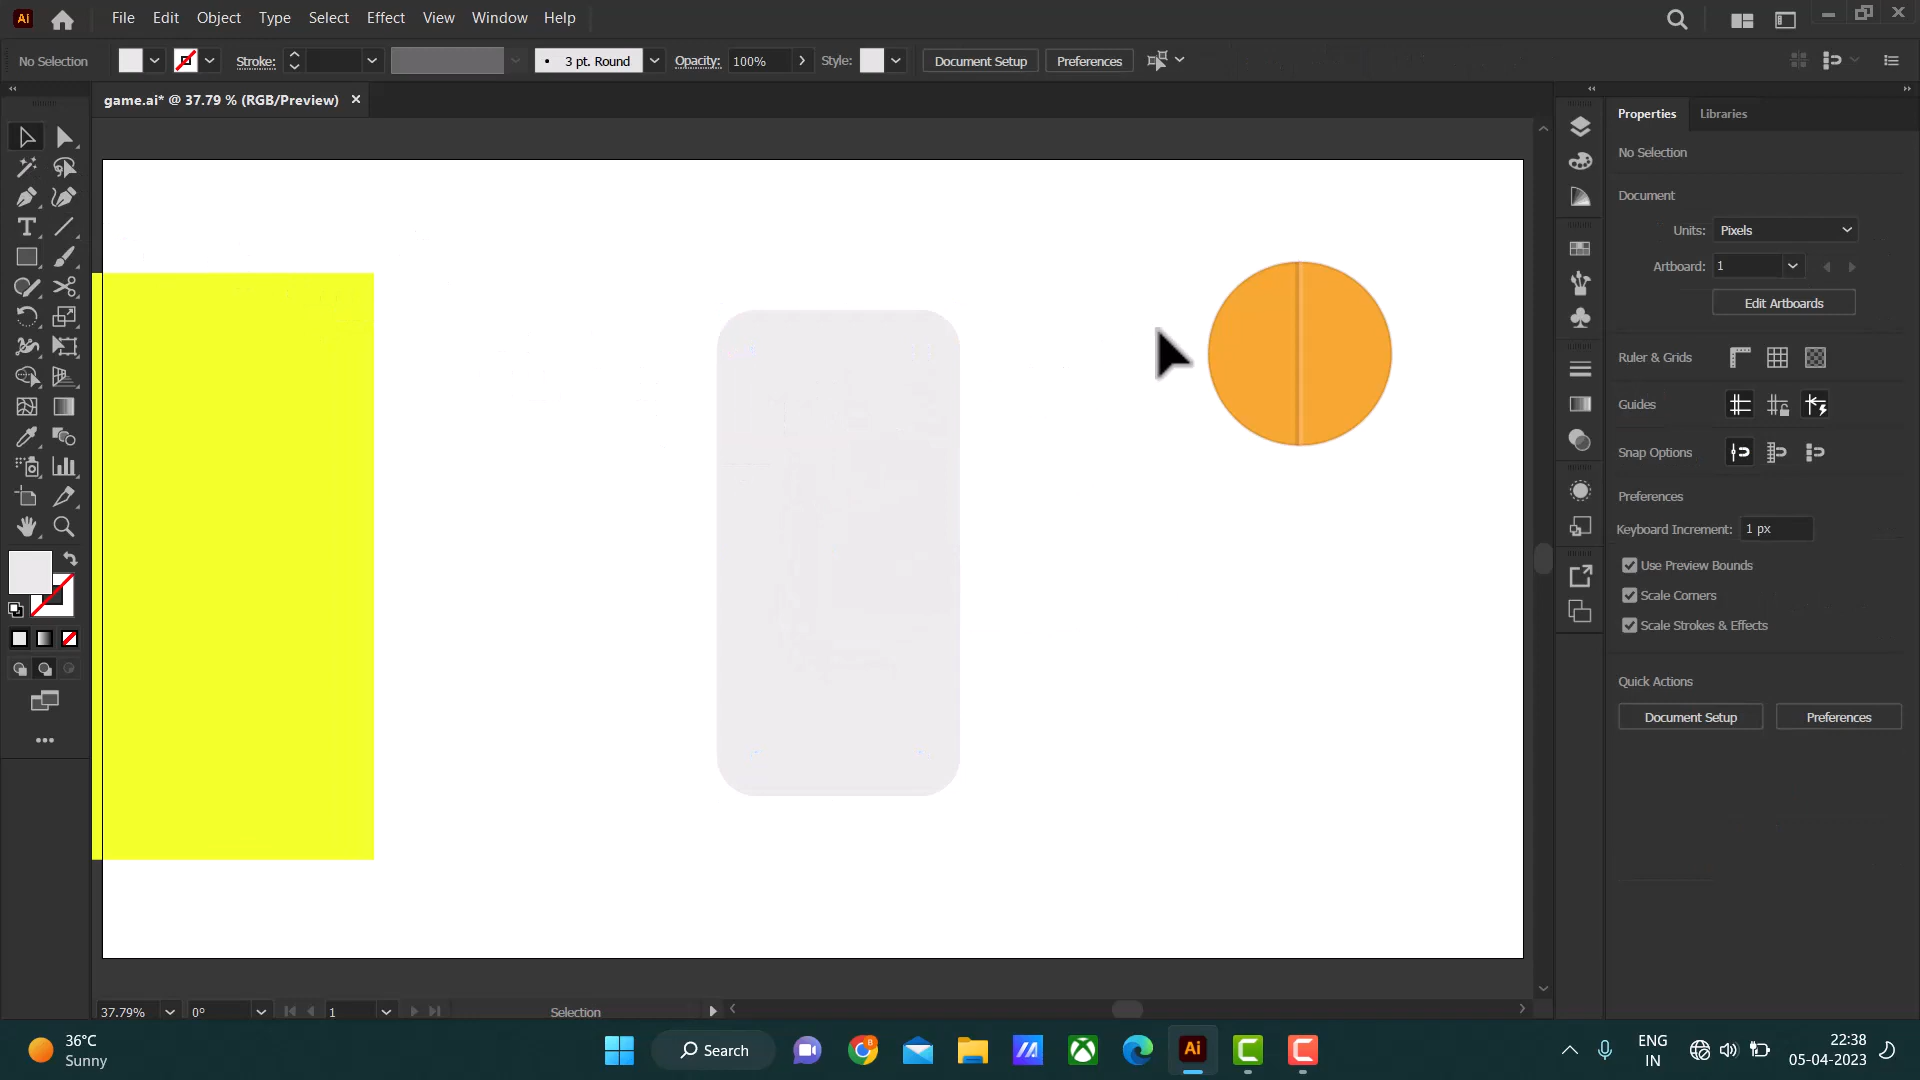 Ai File Edit Object Type Select Effect View Window Help
No Selection Stroke: 3 pt. Round Opacity: 100% Style: Document Setup Preferences
game.ai* @ 37.79 % (RGB/Preview)
Properties Libraries
No Selection
Document
Units: Pixels
Artboard: 1
Edit Artboards
Ruler & Grids
Guides
Snap Options
Preferences
Keyboard Increment: 1 px
Use Preview Bounds
Scale Corners
Scale Strokes & Effects
Quick Actions
Document Setup Preferences
37.79% 0° 1 Selection
36°C
Sunny
Search
Ai
ENG
IN
22:38
05-04-2023